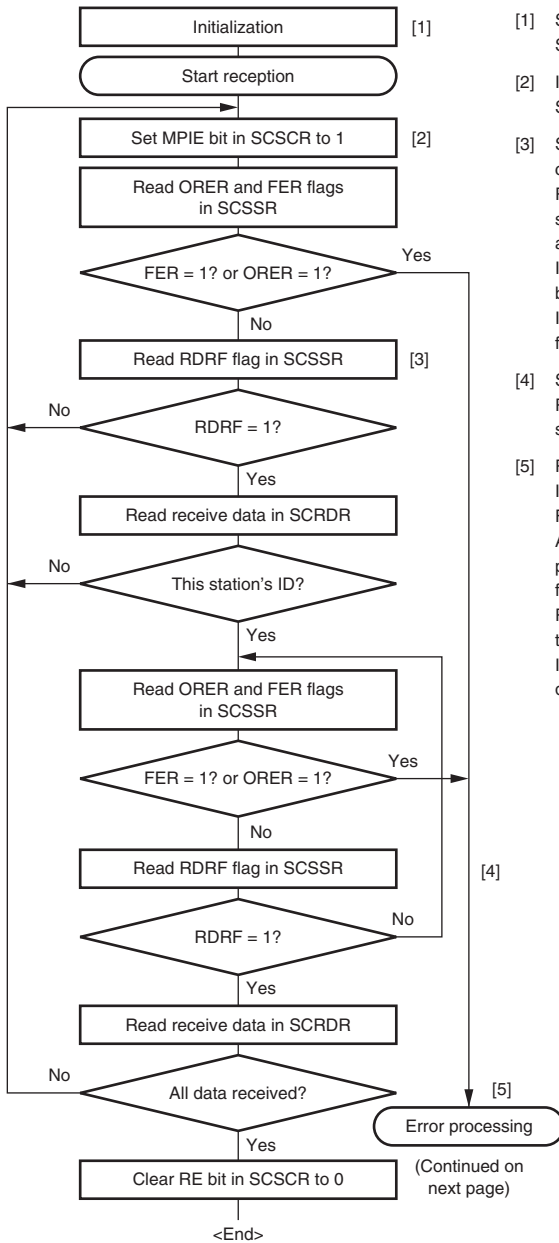 Initialization
[1]
Start reception
Set MPIE bit in SCSCR to 1
[2]
Read ORER and FER flags
in SCSSR
FER = 1? or ORER = 1?
Yes
No
Read RDRF flag in SCSSR
[3]
No
RDRF = 1?
Yes
Read receive data in SCRDR
No
This station's ID?
Yes
Read ORER and FER flags
in SCSSR
FER = 1? or ORER = 1?
Yes
No
Read RDRF flag in SCSSR
[4]
No
RDRF = 1?
Yes
Read receive data in SCRDR
No
All data received?
[5]
Error processing
Yes
(Continued on
next page)
Clear RE bit in SCSCR to 0
<End>
[1]
[2]
[3]
[4]
[5]